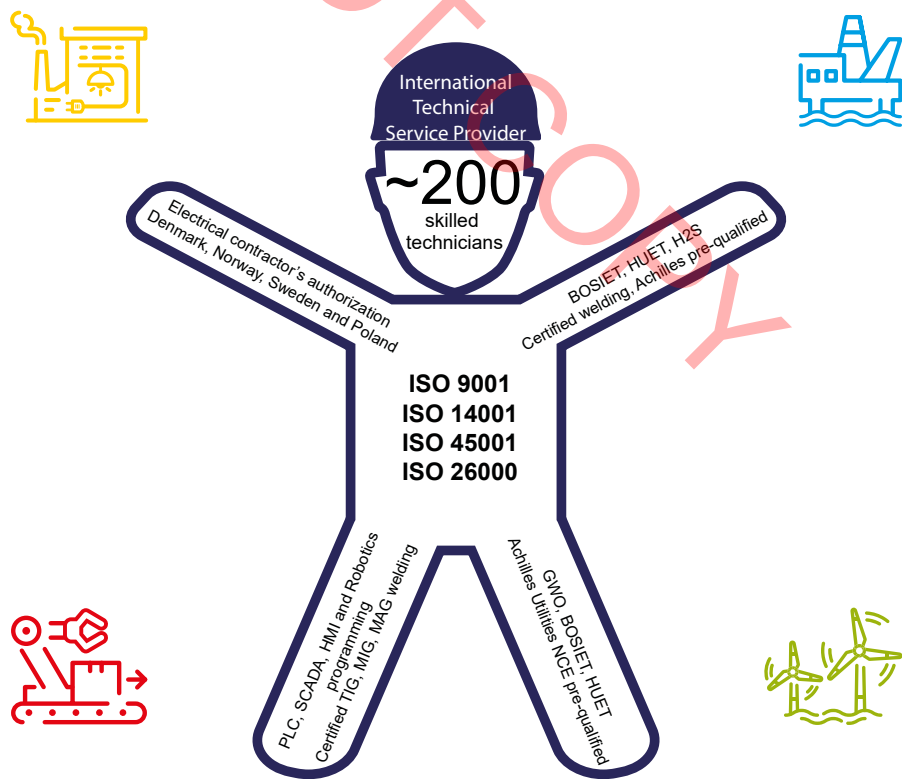 International
Technical
Service Provider
~200
skilled
technicians
Electrical contractor's authorization
Denmark, Norway, Sweden and Poland
BOSIET, HUET, H2S
Certified welding, Achilles pre-qualified
ISO 9001
ISO 14001
ISO 45001
ISO 26000
PLC, SCADA, HMI and Robotics
programming
Certified TIG, MIG, MAG welding
GWO, BOSIET, HUET
Achilles Utilities NCE pre-qualified
COPY